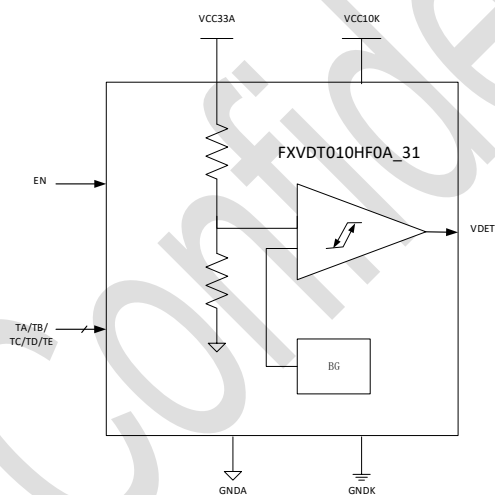 VCC33A
VCC10K
FXVDT010HF0A_31
EN
VDET
TA/TB/
TC/TD/TE
BG
GNDA
GNDK